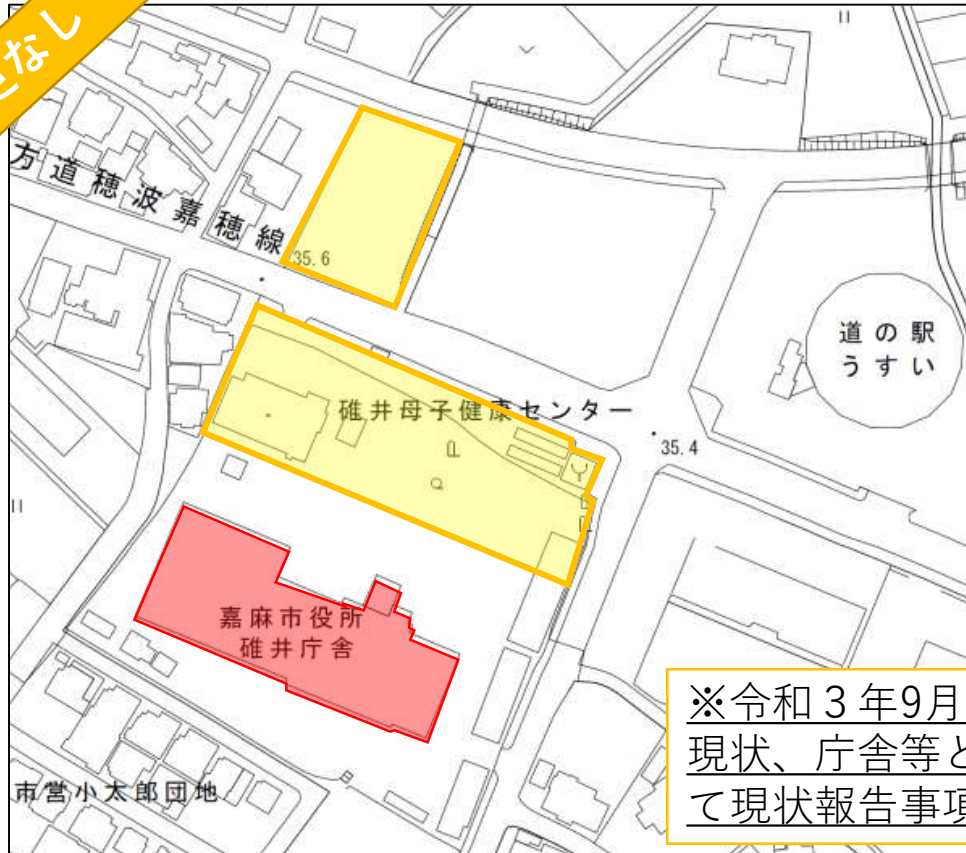 なし
方道穂波嘉穂線
35.6
道の駅
うすい
碓井母子健康センター
35.4
嘉麻市役所
碓井庁舎
※令和３年9月
現状、庁舎等と
て現状報告事項
市営小太郎団地